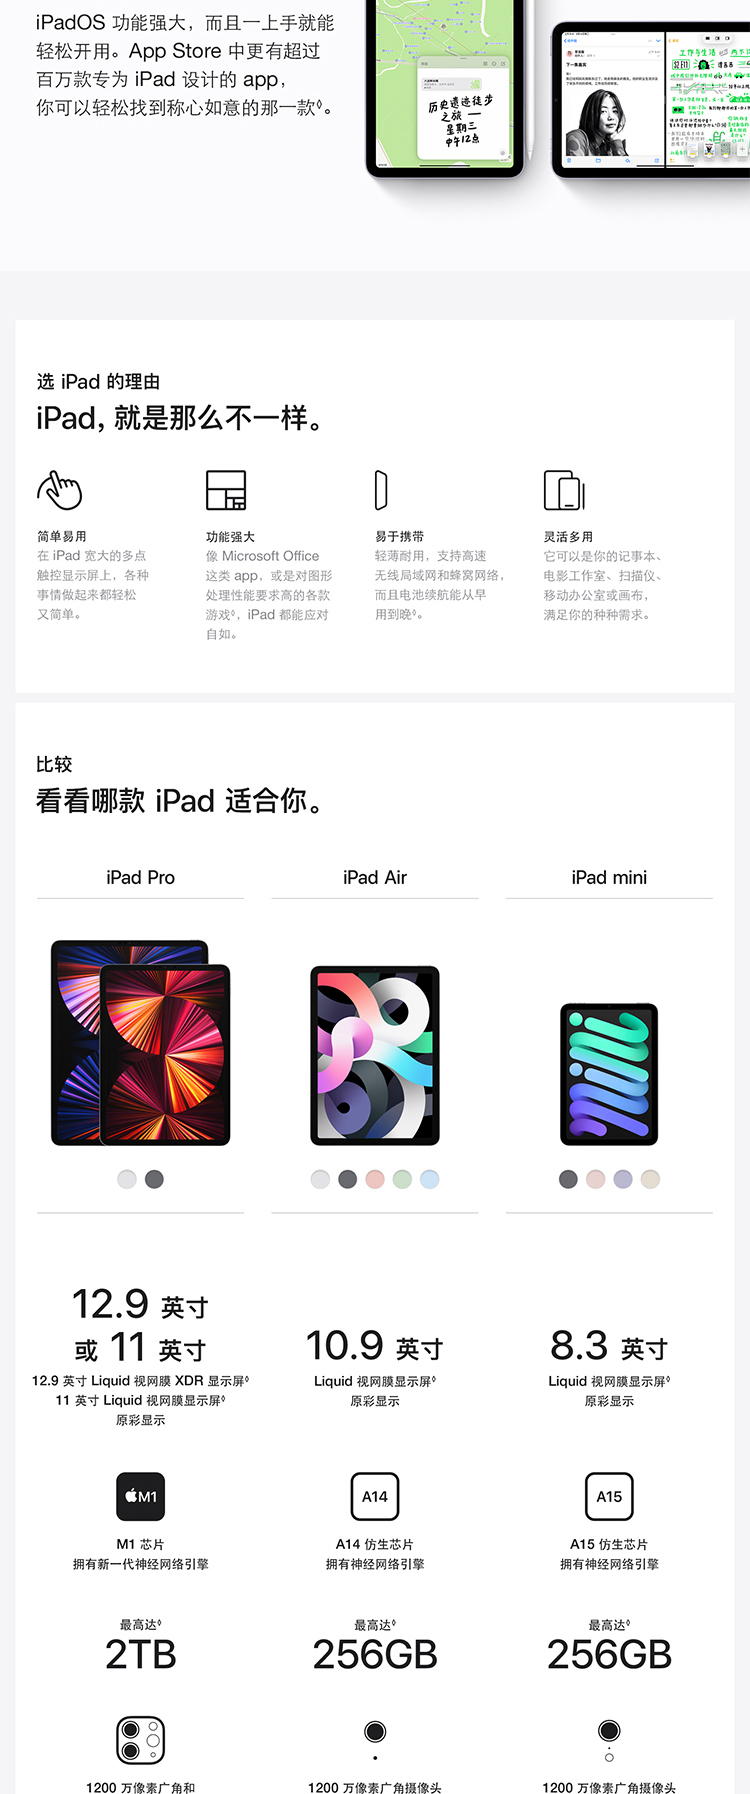 iPadOS 功能强大，而且一上手就能
轻松开用。App Store 中更有超过
百万款专为 iPad 设计的 app，
你可以轻松找到称心如意的那一款◊。
历史遗迹徒步
之旅 —
星期三
中午12点
工作与生活
选 iPad 的理由
iPad，就是那么不一样。
简单易用
在 iPad 宽大的多点
触控显示屏上，各种
事情做起来都轻松
又简单。
功能强大
像 Microsoft Office
这类 app，或是对图形
处理性能要求高的各款
游戏◊，iPad 都能应对
自如。
易于携带
轻薄耐用，支持高速
无线局域网和蜂窝网络，
而且电池续航能从早
用到晚◊。
灵活多用
它可以是你的记事本、
电影工作室、扫描仪、
移动办公室或画布，
满足你的种种需求。
比较
看看哪款 iPad 适合你。
iPad Pro
iPad Air
iPad mini
12.9 英寸
或 11 英寸
12.9 英寸 Liquid 视网膜 XDR 显示屏◊
11 英寸 Liquid 视网膜显示屏◊
原彩显示
10.9 英寸
Liquid 视网膜显示屏◊
原彩显示
8.3 英寸
Liquid 视网膜显示屏◊
原彩显示
M1
M1 芯片
拥有新一代神经网络引擎
A14
A14 仿生芯片
拥有神经网络引擎
A15
A15 仿生芯片
拥有神经网络引擎
最高达◊
2TB
最高达◊
256GB
最高达◊
256GB
1200 万像素广角和
1200 万像素广角摄像头
1200 万像素广角摄像头